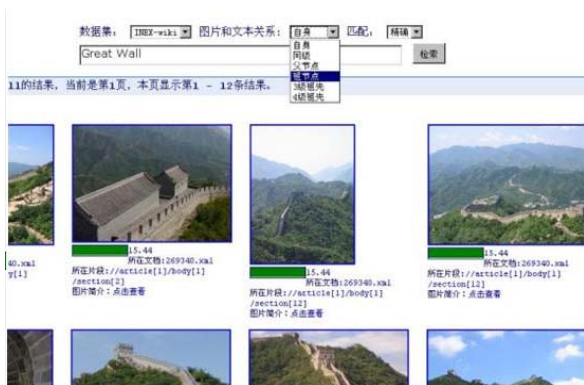 数据集: INEX-wiki 图片和文本关系: 自身 匹配: 精确
Great Wall 检索
自身
同级
父节点
祖节点
3级祖先
4级祖先
11的结果, 当前是第1页, 本页显示第1 - 12条结果。
40.xml
y[1]
15.44
所在文档:269340.xml
所在片段://article[1]/body[1]
/section[2]
图片简介:点击查看
15.44
所在文档:269340.xml
所在片段://article[1]/body[1]
/section[12]
图片简介:点击查看
15.44
所在文档:269340.xml
所在片段://article[1]/body[1]
/section[12]
图片简介:点击查看